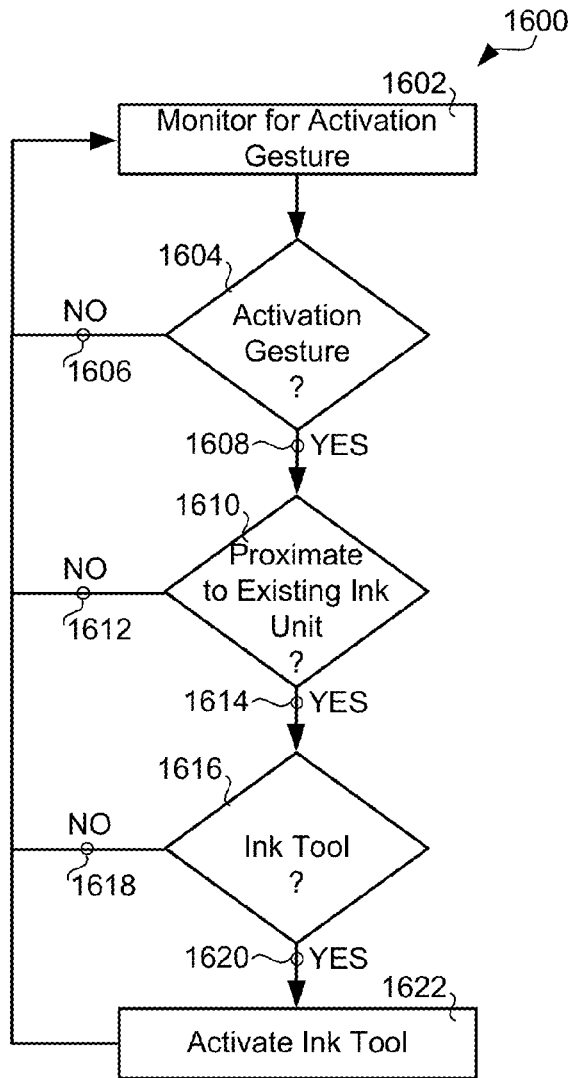 1600
1602
Monitor for Activation
Gesture
1604
NO
Activation
Gesture
?
1606
1608
YES
1610
NO
Proximate
to Existing Ink
Unit
?
1612
1614
YES
1616
NO
Ink Tool
?
1618
1620
YES
1622
Activate Ink Tool